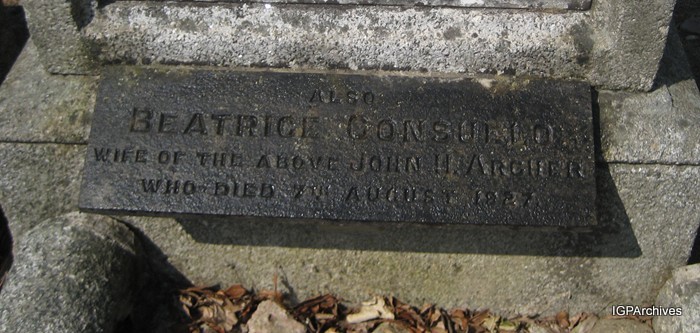 ALSO
BEATRICE CONSUELO
WIFE OF THE ABOVE JOHN H. ARCHER
WHO DIED 7TH AUGUST
IGPArchives